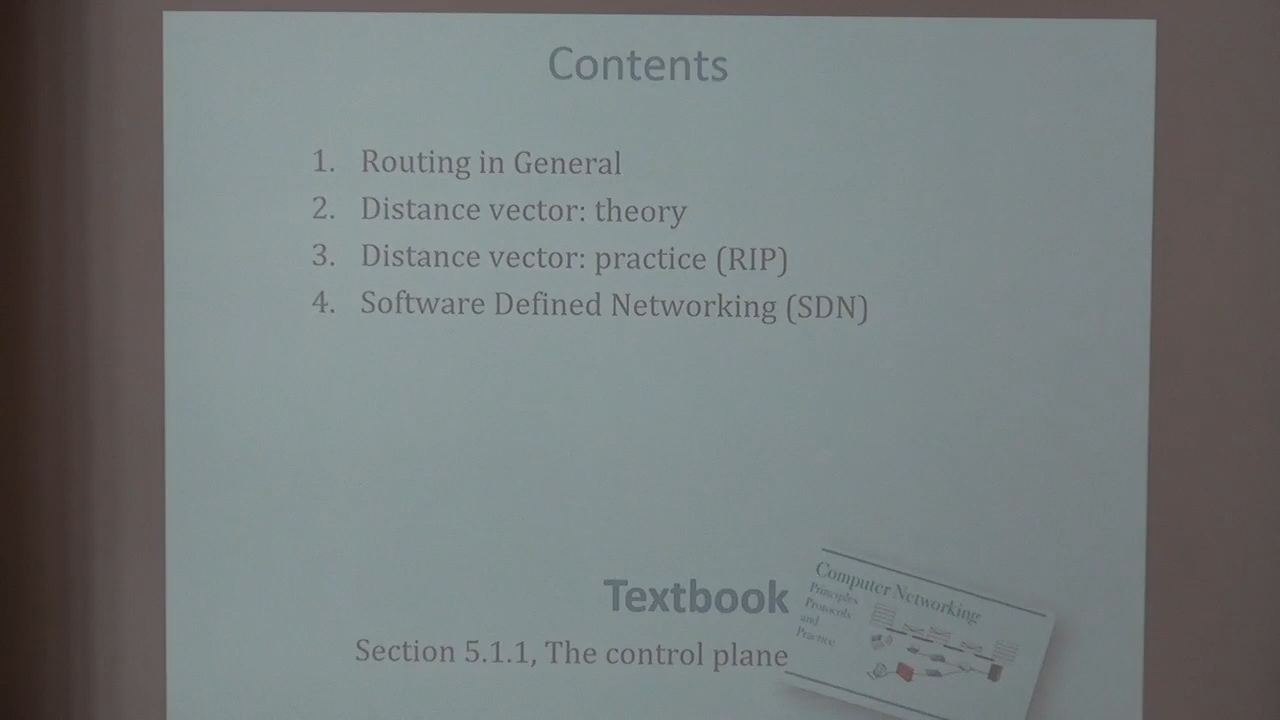 Contents
1. Routing in General
2. Distance vector: theory
3. Distance vector: practice (RIP)
4. Software Defined Networking (SDN)
Textbook
Section 5.1.1, The control plane
Computer Networking
Principles
Protocols
and
Practice